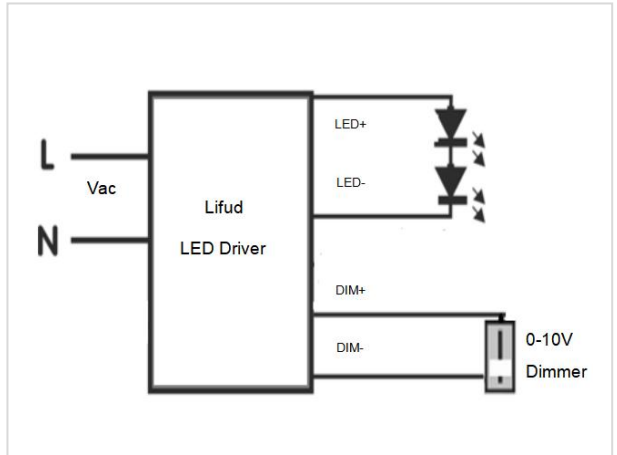 L
Vac
N
Lifud
LED Driver
LED+
LED-
DIM+
DIM-
0-10V
Dimmer